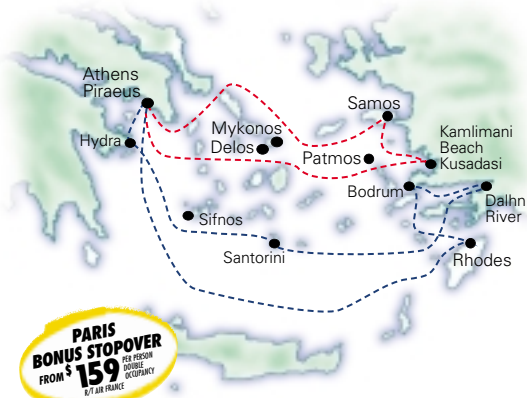 Athens
Piraeus
Samos
Mykonos
Kamlimani
Beach
Kusadasi
Hydra
Delos
Patmos
Bodrum
Dalhn
River
Sifnos
Santorini
Rhodes
PARIS
BONUS STOPOVER
FROM $159 PER PERSON
DOUBLE
OCCUPANCY
R/T AIR FRANCE